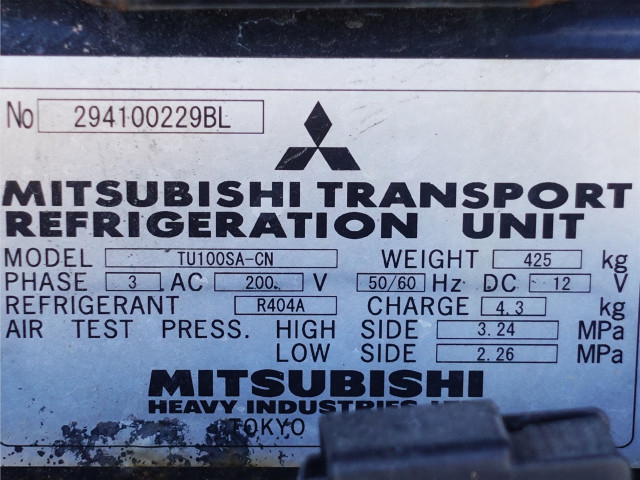 No 294100229BL
MITSUBISHI TRANSPORT
REFRIGERATION UNIT
MODEL TU100SA-CN WEIGHT 425 kg
PHASE 3 AC 200. V 50/60 Hz DC 12 V
REFRIGERANT R404A CHARGE 4.3 kg
AIR TEST PRESS. HIGH SIDE 3.24 MPa
LOW SIDE 2.26 MPa
MITSUBISHI
HEAVY INDUSTRIES,
TOKYO